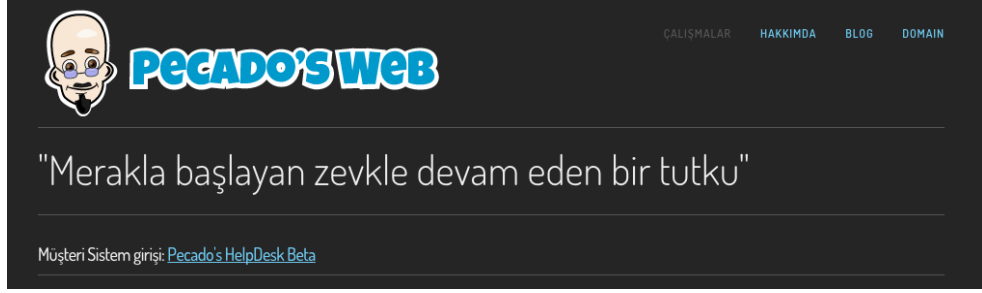 PECADO'S WEB
ÇALIŞMALAR HAKKIMDA BLOG DOMAIN
"Merakla başlayan zevkle devam eden bir tutku"
Müşteri Sistem girişi: Pecado's HelpDesk Beta